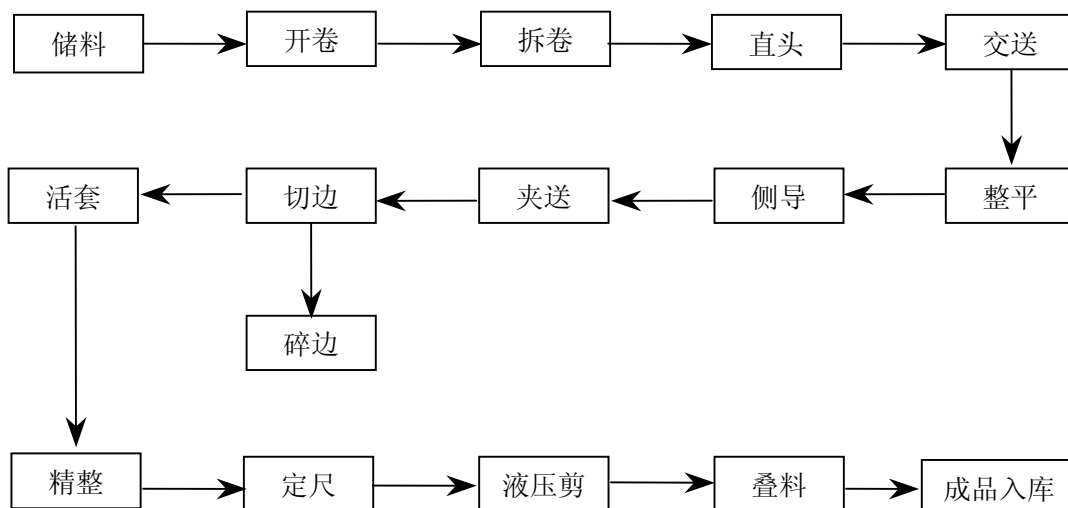 储料
开卷
拆卷
直头
交送
活套
切边
夹送
侧导
整平
碎边
精整
定尺
液压剪
叠料
成品入库